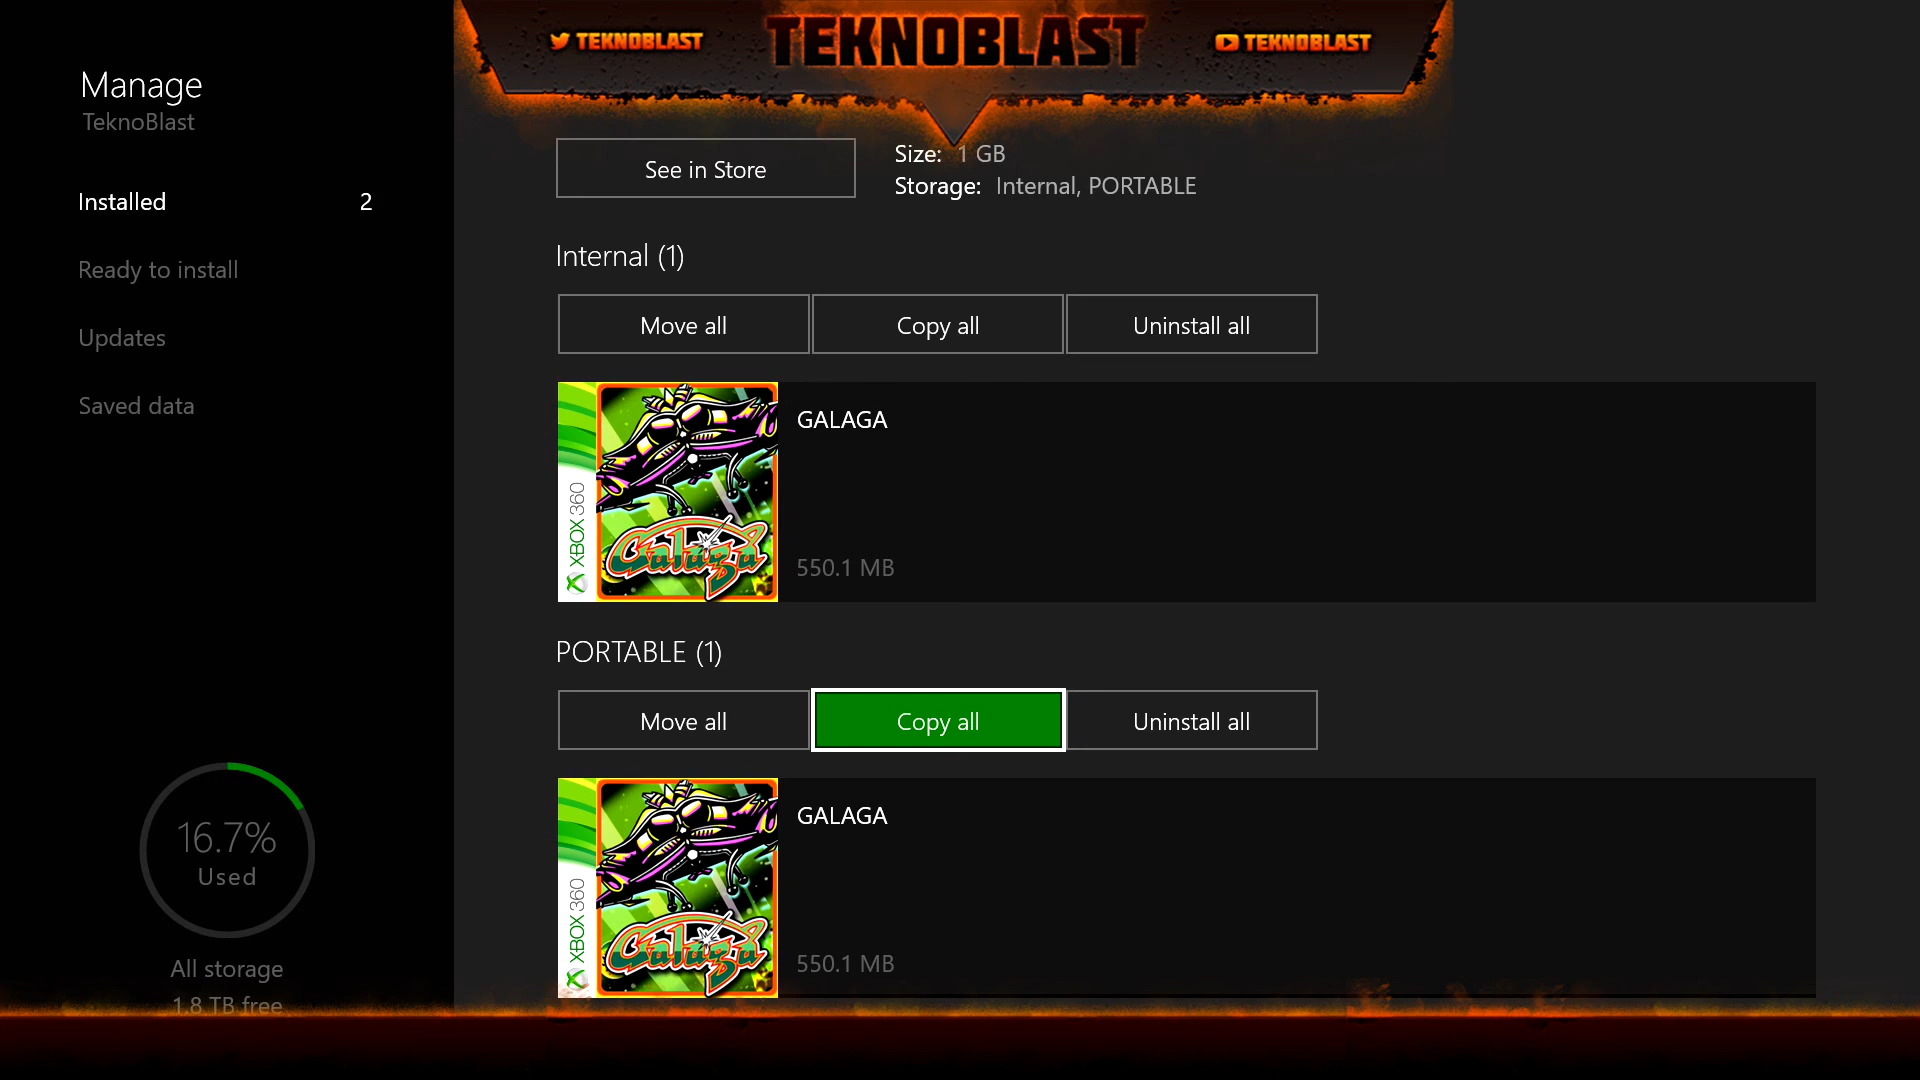 TEKNOBLAST
TEKNOBLAST
TEKNOBLAST
Manage
TeknoBlast
Installed 2
Ready to install
Updates
Saved data
16.7%
Used
All storage
1.8 TB free
See in Store
Size: 1 GB
Storage: Internal, PORTABLE
Internal (1)
Move all
Copy all
Uninstall all
XBOX 360
Galaga
GALAGA
550.1 MB
PORTABLE (1)
Move all
Copy all
Uninstall all
XBOX 360
Galaga
GALAGA
550.1 MB